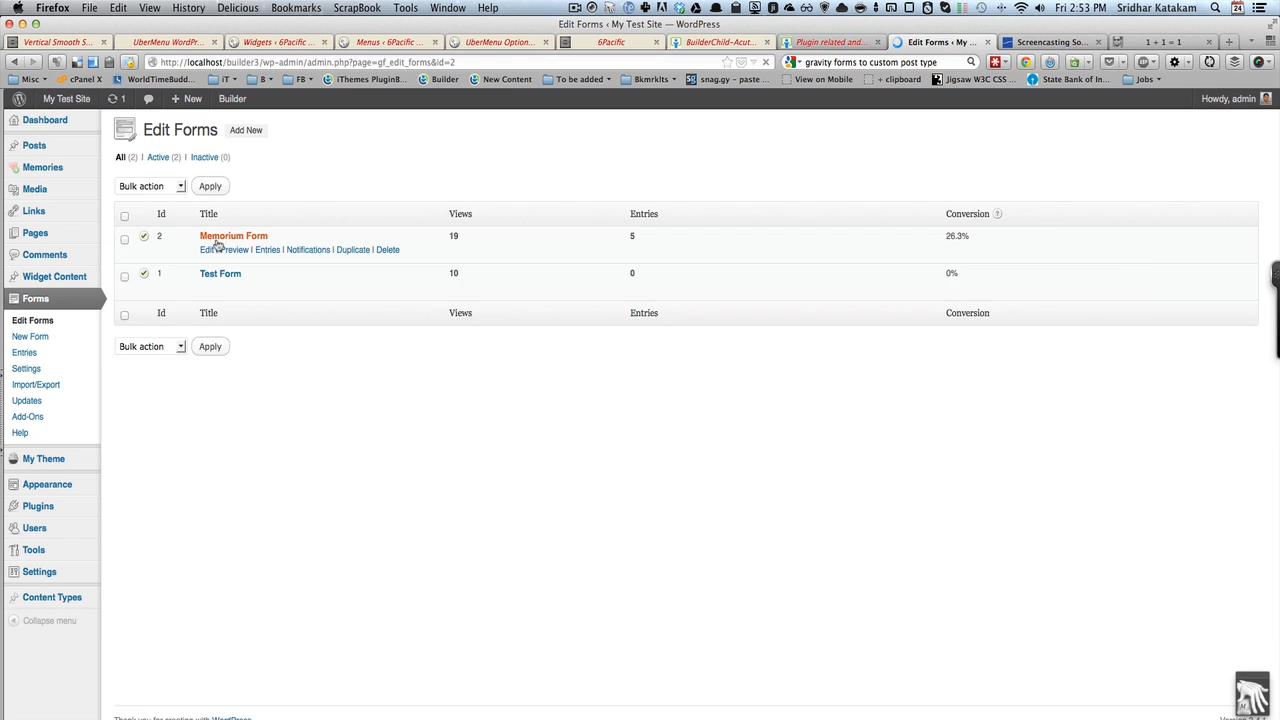 Firefox File Edit View History Delicious Bookmarks ScrapBook Tools Window Help Fri 2:53 PM Sridhar Katakam
Edit Forms ‹ My Test Site — WordPress
Vertical Smooth S... UberMenu WordPr... Widgets ‹ 6Pacific ... Menus ‹ 6Pacific ... UberMenu Option... 6Pacific BuilderChild-Acut... Plugin related and... Edit Forms ‹ My ... Screencasting So... 1 + 1 = 1
http://localhost/builder3/wp-admin/admin.php?page=gf_edit_forms&id=2 gravity forms to custom post type
Misc cPanel X WorldTimeBudd... iT B iThemes PluginB... Builder New Content To be added Bkmrklts snag.gy - paste ... View on Mobile + clipboard Jigsaw W3C CSS ... State Bank of In... Jobs
My Test Site 1 + New Builder Howdy, admin
Dashboard
Posts
Memories
Media
Links
Pages
Comments
Widget Content
Forms
Edit Forms
New Form
Entries
Settings
Import/Export
Updates
Add-Ons
Help
My Theme
Appearance
Plugins
Users
Tools
Settings
Content Types
Collapse menu
Edit Forms Add New
All (2) | Active (2) | Inactive (0)
Bulk action Apply
Id Title Views Entries Conversion ?
2 Memorium Form 19 5 26.3%
Edit Preview | Entries | Notifications | Duplicate | Delete
1 Test Form 10 0 0%
Id Title Views Entries Conversion
Bulk action Apply
Thank you for creating with WordPress